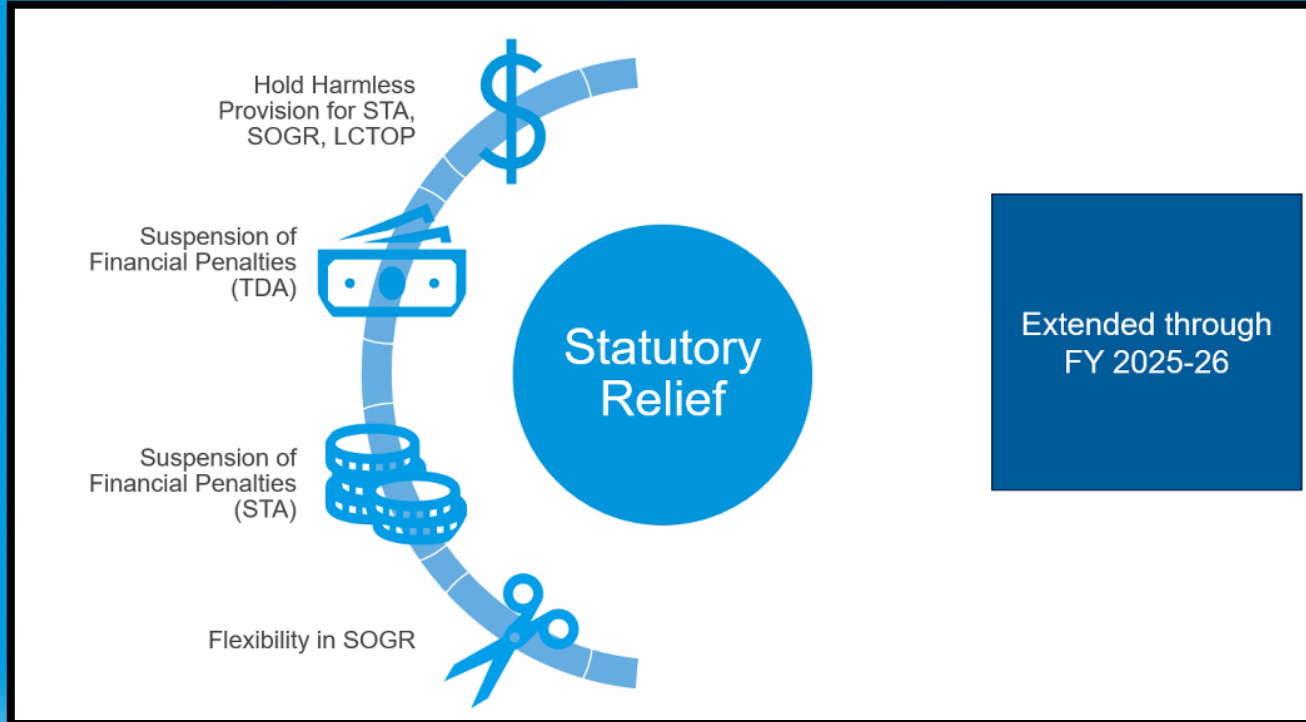 Hold Harmless
Provision for STA,
SOGR, LCTOP
Suspension of
Financial Penalties
(TDA)
Suspension of
Financial Penalties
(STA)
Flexibility in SOGR
Statutory
Relief
Extended through
FY 2025-26